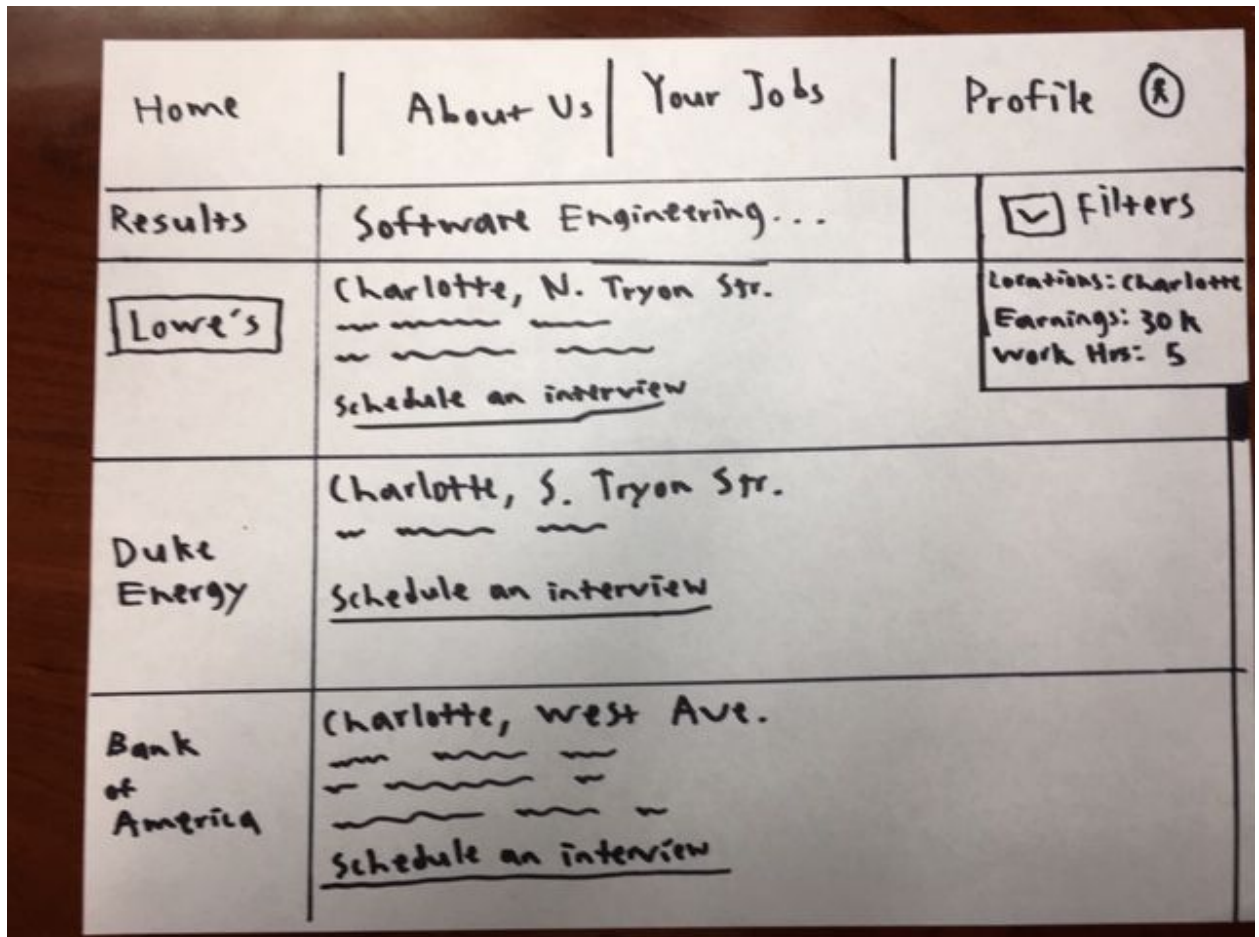 Home | About Us | Your Jobs | Profile
Results
Software Engineering...
Filters
Locations: Charlotte
Earnings: 30k
Work Hrs: 5
Lowe's
Charlotte, N. Tryon Str.
Schedule an interview
Duke
Energy
Charlotte, S. Tryon Str.
Schedule an interview
Bank
of
America
Charlotte, West Ave.
Schedule an interview